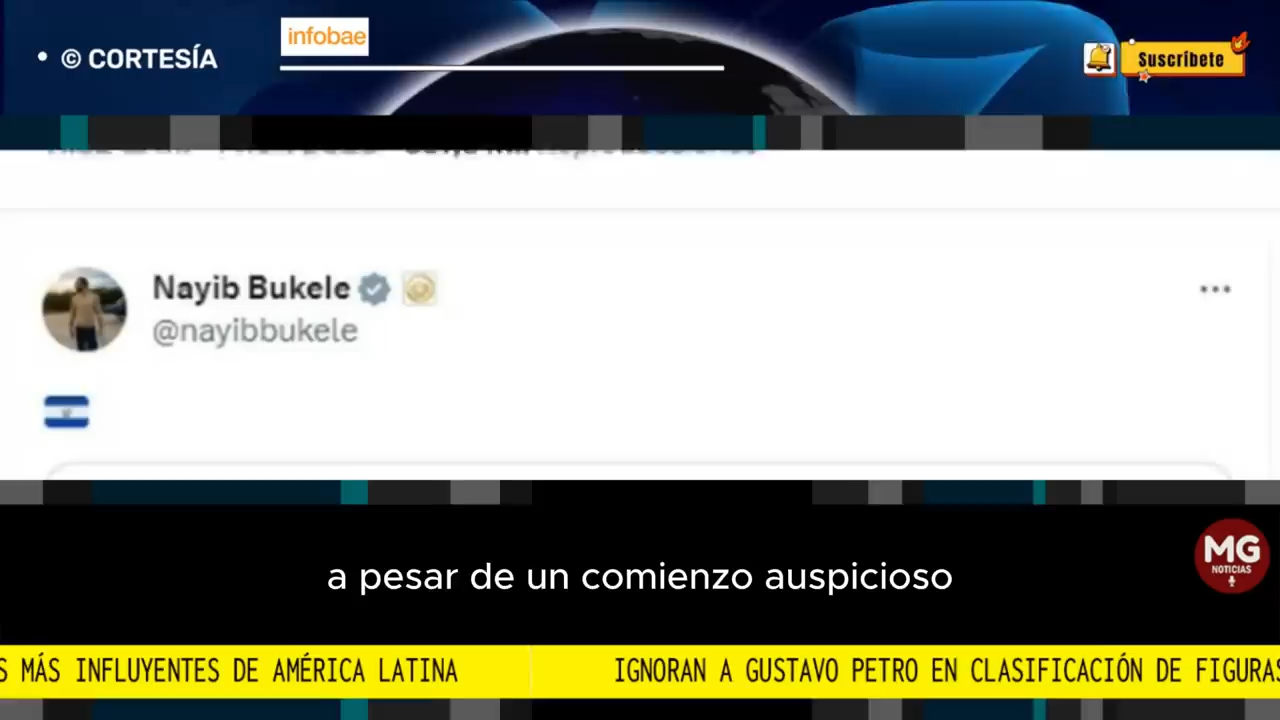 © CORTESÍA
infobae
Suscríbete
Nayib Bukele
@nayibbukele
a pesar de un comienzo auspicioso
MG
NOTICIAS
S MÁS INFLUYENTES DE AMÉRICA LATINA
IGNORAN A GUSTAVO PETRO EN CLASIFICACIÓN DE FIGURAS